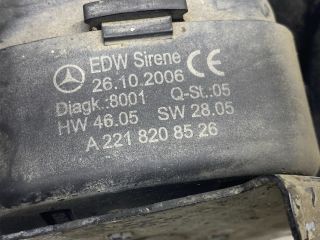 EDW Sirene CE
26.10.2006
Diagk.:8001 Q-St.:05
HW 46.05 SW 28.05
A 221 820 85 26